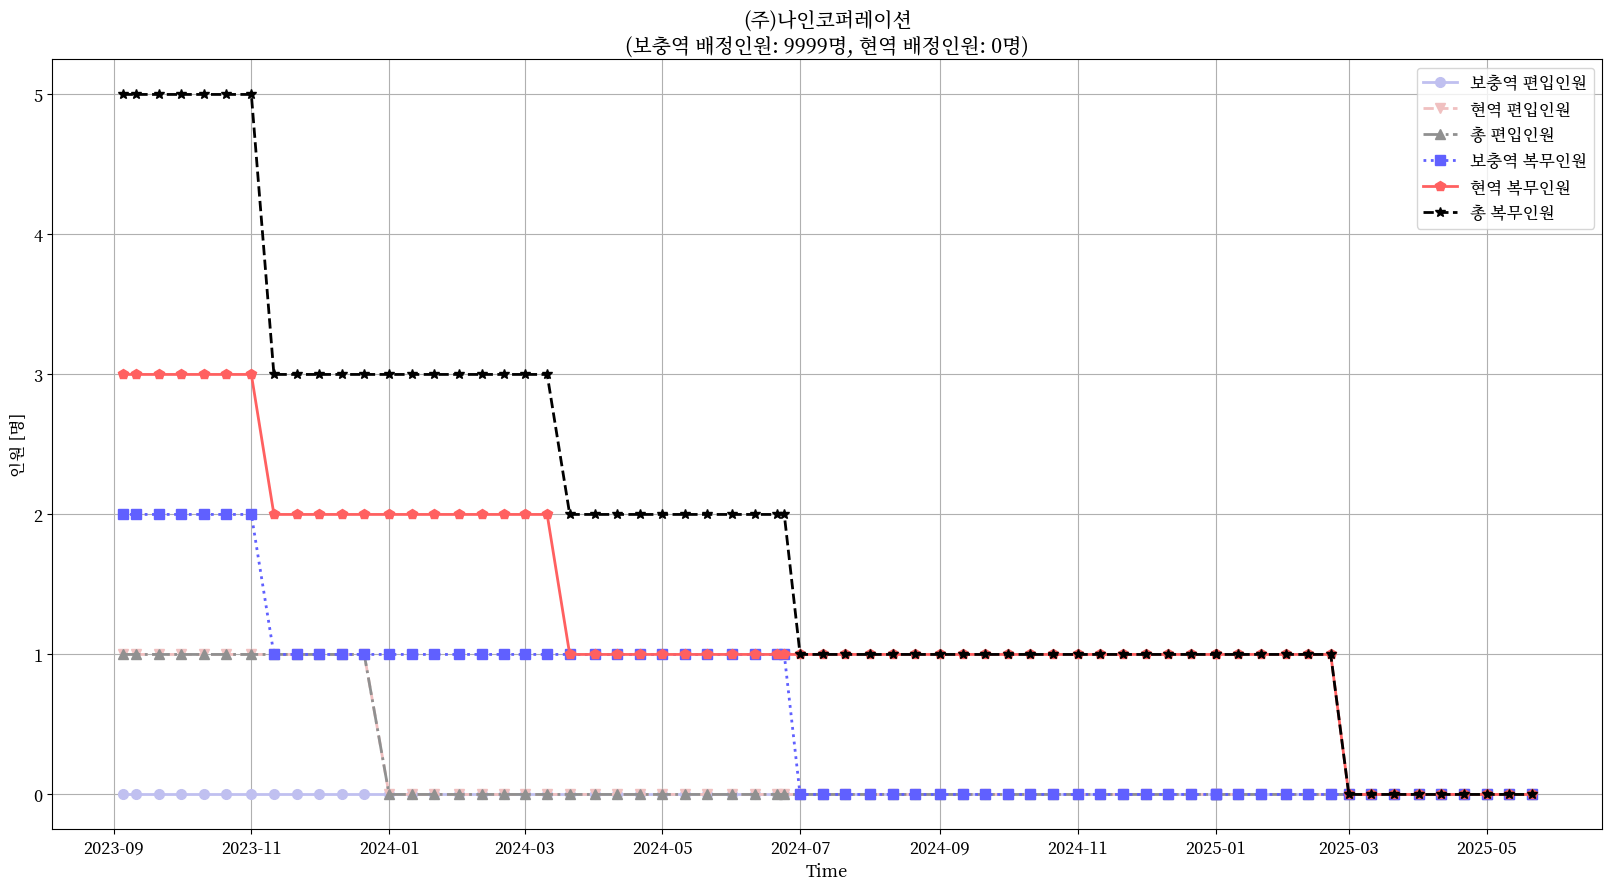 (주)나인코퍼레이션
(보충역 배정인원: 9999명, 현역 배정인원: 0명)
보충역 편입인원
현역 편입인원
총 편입인원
보충역 복무인원
현역 복무인원
총 복무인원
인원 [명]
5
4
3
2
1
0
2023-09
2023-11
2024-01
2024-03
2024-05
2024-07
2024-09
2024-11
2025-01
2025-03
2025-05
Time